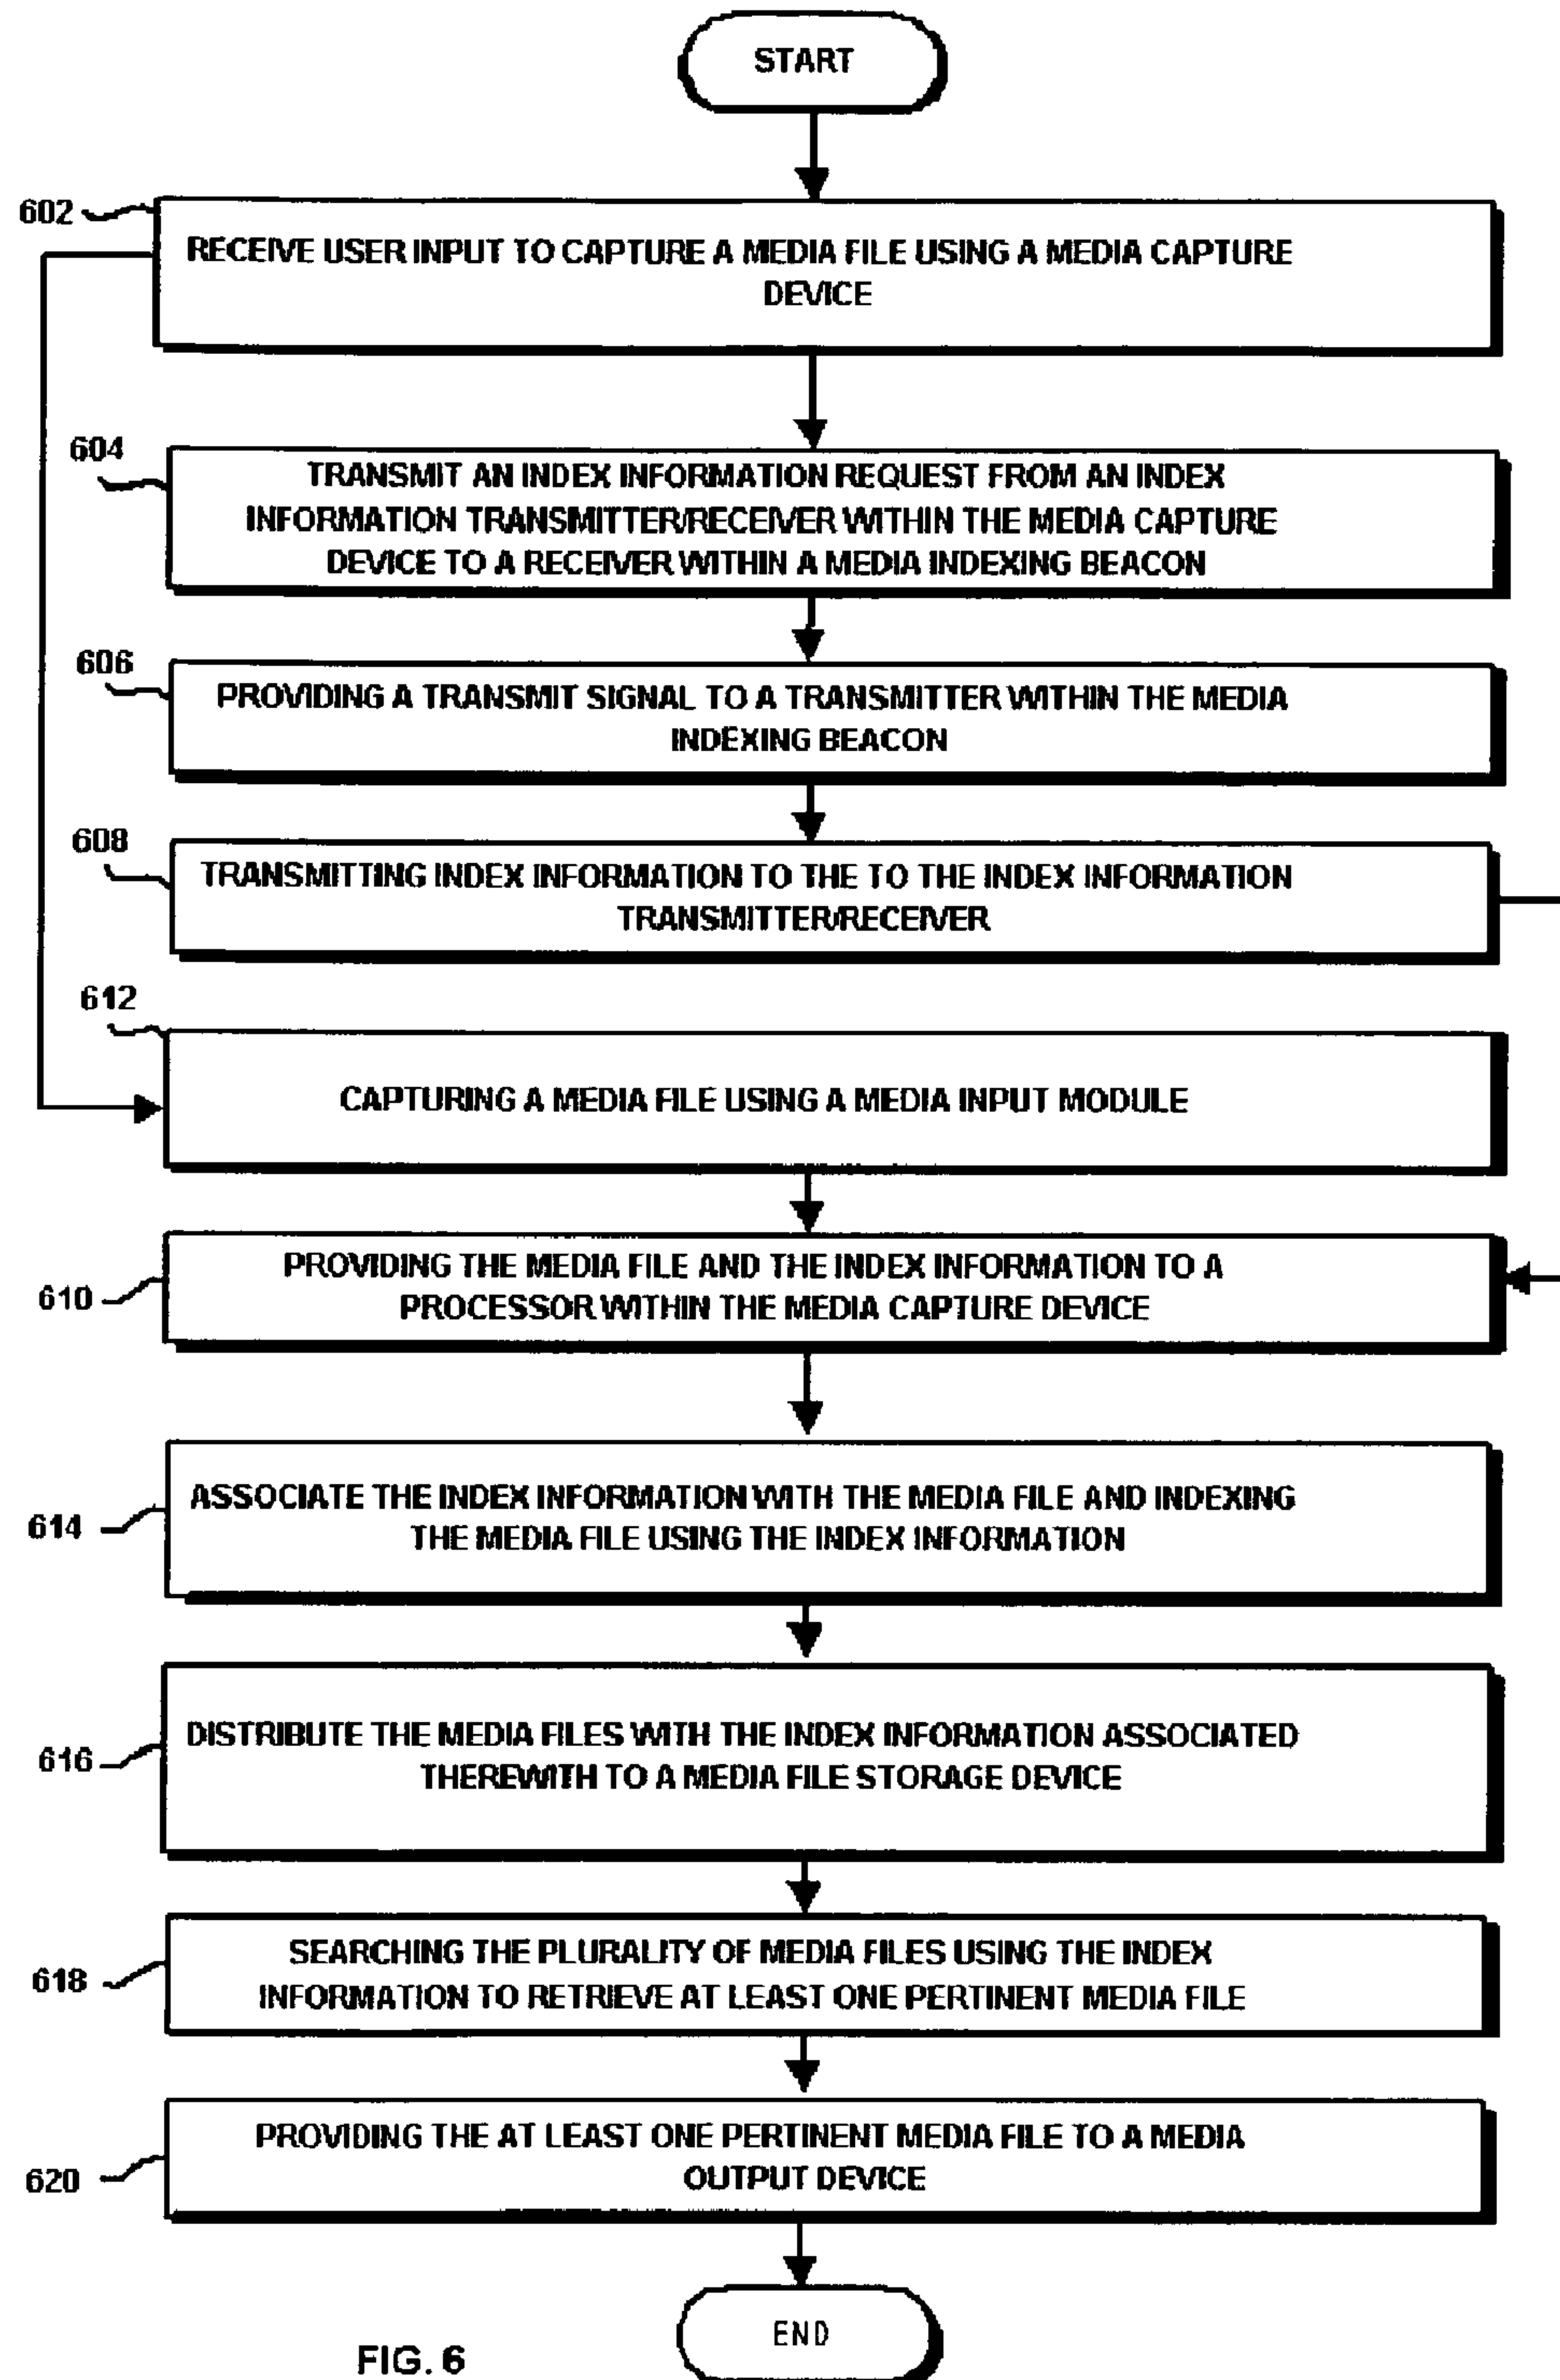 START
602
RECEIVE USER INPUT TO CAPTURE A MEDIA FILE USING A MEDIA CAPTURE
DEVICE
604
TRANSMIT AN INDEX INFORMATION REQUEST FROM AN INDEX
INFORMATION TRANSMITTER/RECEIVER WITHIN THE MEDIA CAPTURE
DEVICE TO A RECEIVER WITHIN A MEDIA INDEXING BEACON
606
PROVIDING A TRANSMIT SIGNAL TO A TRANSMITTER WITHIN THE MEDIA
INDEXING BEACON
608
TRANSMITTING INDEX INFORMATION TO THE TO THE INDEX INFORMATION
TRANSMITTER/RECEIVER
612
CAPTURING A MEDIA FILE USING A MEDIA INPUT MODULE
610
PROVIDING THE MEDIA FILE AND THE INDEX INFORMATION TO A
PROCESSOR WITHIN THE MEDIA CAPTURE DEVICE
614
ASSOCIATE THE INDEX INFORMATION WITH THE MEDIA FILE AND INDEXING
THE MEDIA FILE USING THE INDEX INFORMATION
616
DISTRIBUTE THE MEDIA FILES WITH THE INDEX INFORMATION ASSOCIATED
THEREWITH TO A MEDIA FILE STORAGE DEVICE
618
SEARCHING THE PLURALITY OF MEDIA FILES USING THE INDEX
INFORMATION TO RETRIEVE AT LEAST ONE PERTINENT MEDIA FILE
620
PROVIDING THE AT LEAST ONE PERTINENT MEDIA FILE TO A MEDIA
OUTPUT DEVICE
END
FIG. 6